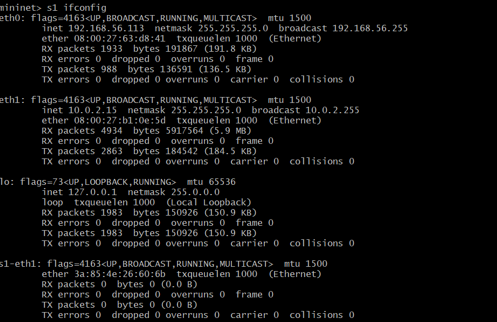 mininet> s1 ifconfig
eth0: flags=4163<UP,BROADCAST,RUNNING,MULTICAST>  mtu 1500
        inet 192.168.56.113  netmask 255.255.255.0  broadcast 192.168.56.255
        ether 08:00:27:63:d8:41  txqueuelen 1000  (Ethernet)
        RX packets 1933  bytes 191867 (191.8 KB)
        RX errors 0  dropped 0  overruns 0  frame 0
        TX packets 988  bytes 136591 (136.5 KB)
        TX errors 0  dropped 0 overruns 0  carrier 0  collisions 0

eth1: flags=4163<UP,BROADCAST,RUNNING,MULTICAST>  mtu 1500
        inet 10.0.2.15  netmask 255.255.255.0  broadcast 10.0.2.255
        ether 08:00:27:b1:0e:5d  txqueuelen 1000  (Ethernet)
        RX packets 4934  bytes 5917564 (5.9 MB)
        RX errors 0  dropped 0  overruns 0  frame 0
        TX packets 2863  bytes 184542 (184.5 KB)
        TX errors 0  dropped 0 overruns 0  carrier 0  collisions 0

lo: flags=73<UP,LOOPBACK,RUNNING>  mtu 65536
        inet 127.0.0.1  netmask 255.0.0.0
        loop  txqueuelen 1000  (Local Loopback)
        RX packets 1983  bytes 150926 (150.9 KB)
        RX errors 0  dropped 0  overruns 0  frame 0
        TX packets 1983  bytes 150926 (150.9 KB)
        TX errors 0  dropped 0 overruns 0  carrier 0  collisions 0

s1-eth1: flags=4163<UP,BROADCAST,RUNNING,MULTICAST>  mtu 1500
        ether 3a:85:4e:26:60:6b  txqueuelen 1000  (Ethernet)
        RX packets 0  bytes 0 (0.0 B)
        RX errors 0  dropped 0  overruns 0  frame 0
        TX packets 0  bytes 0 (0.0 B)
        TX errors 0  dropped 0 overruns 0  carrier 0  collisions 0